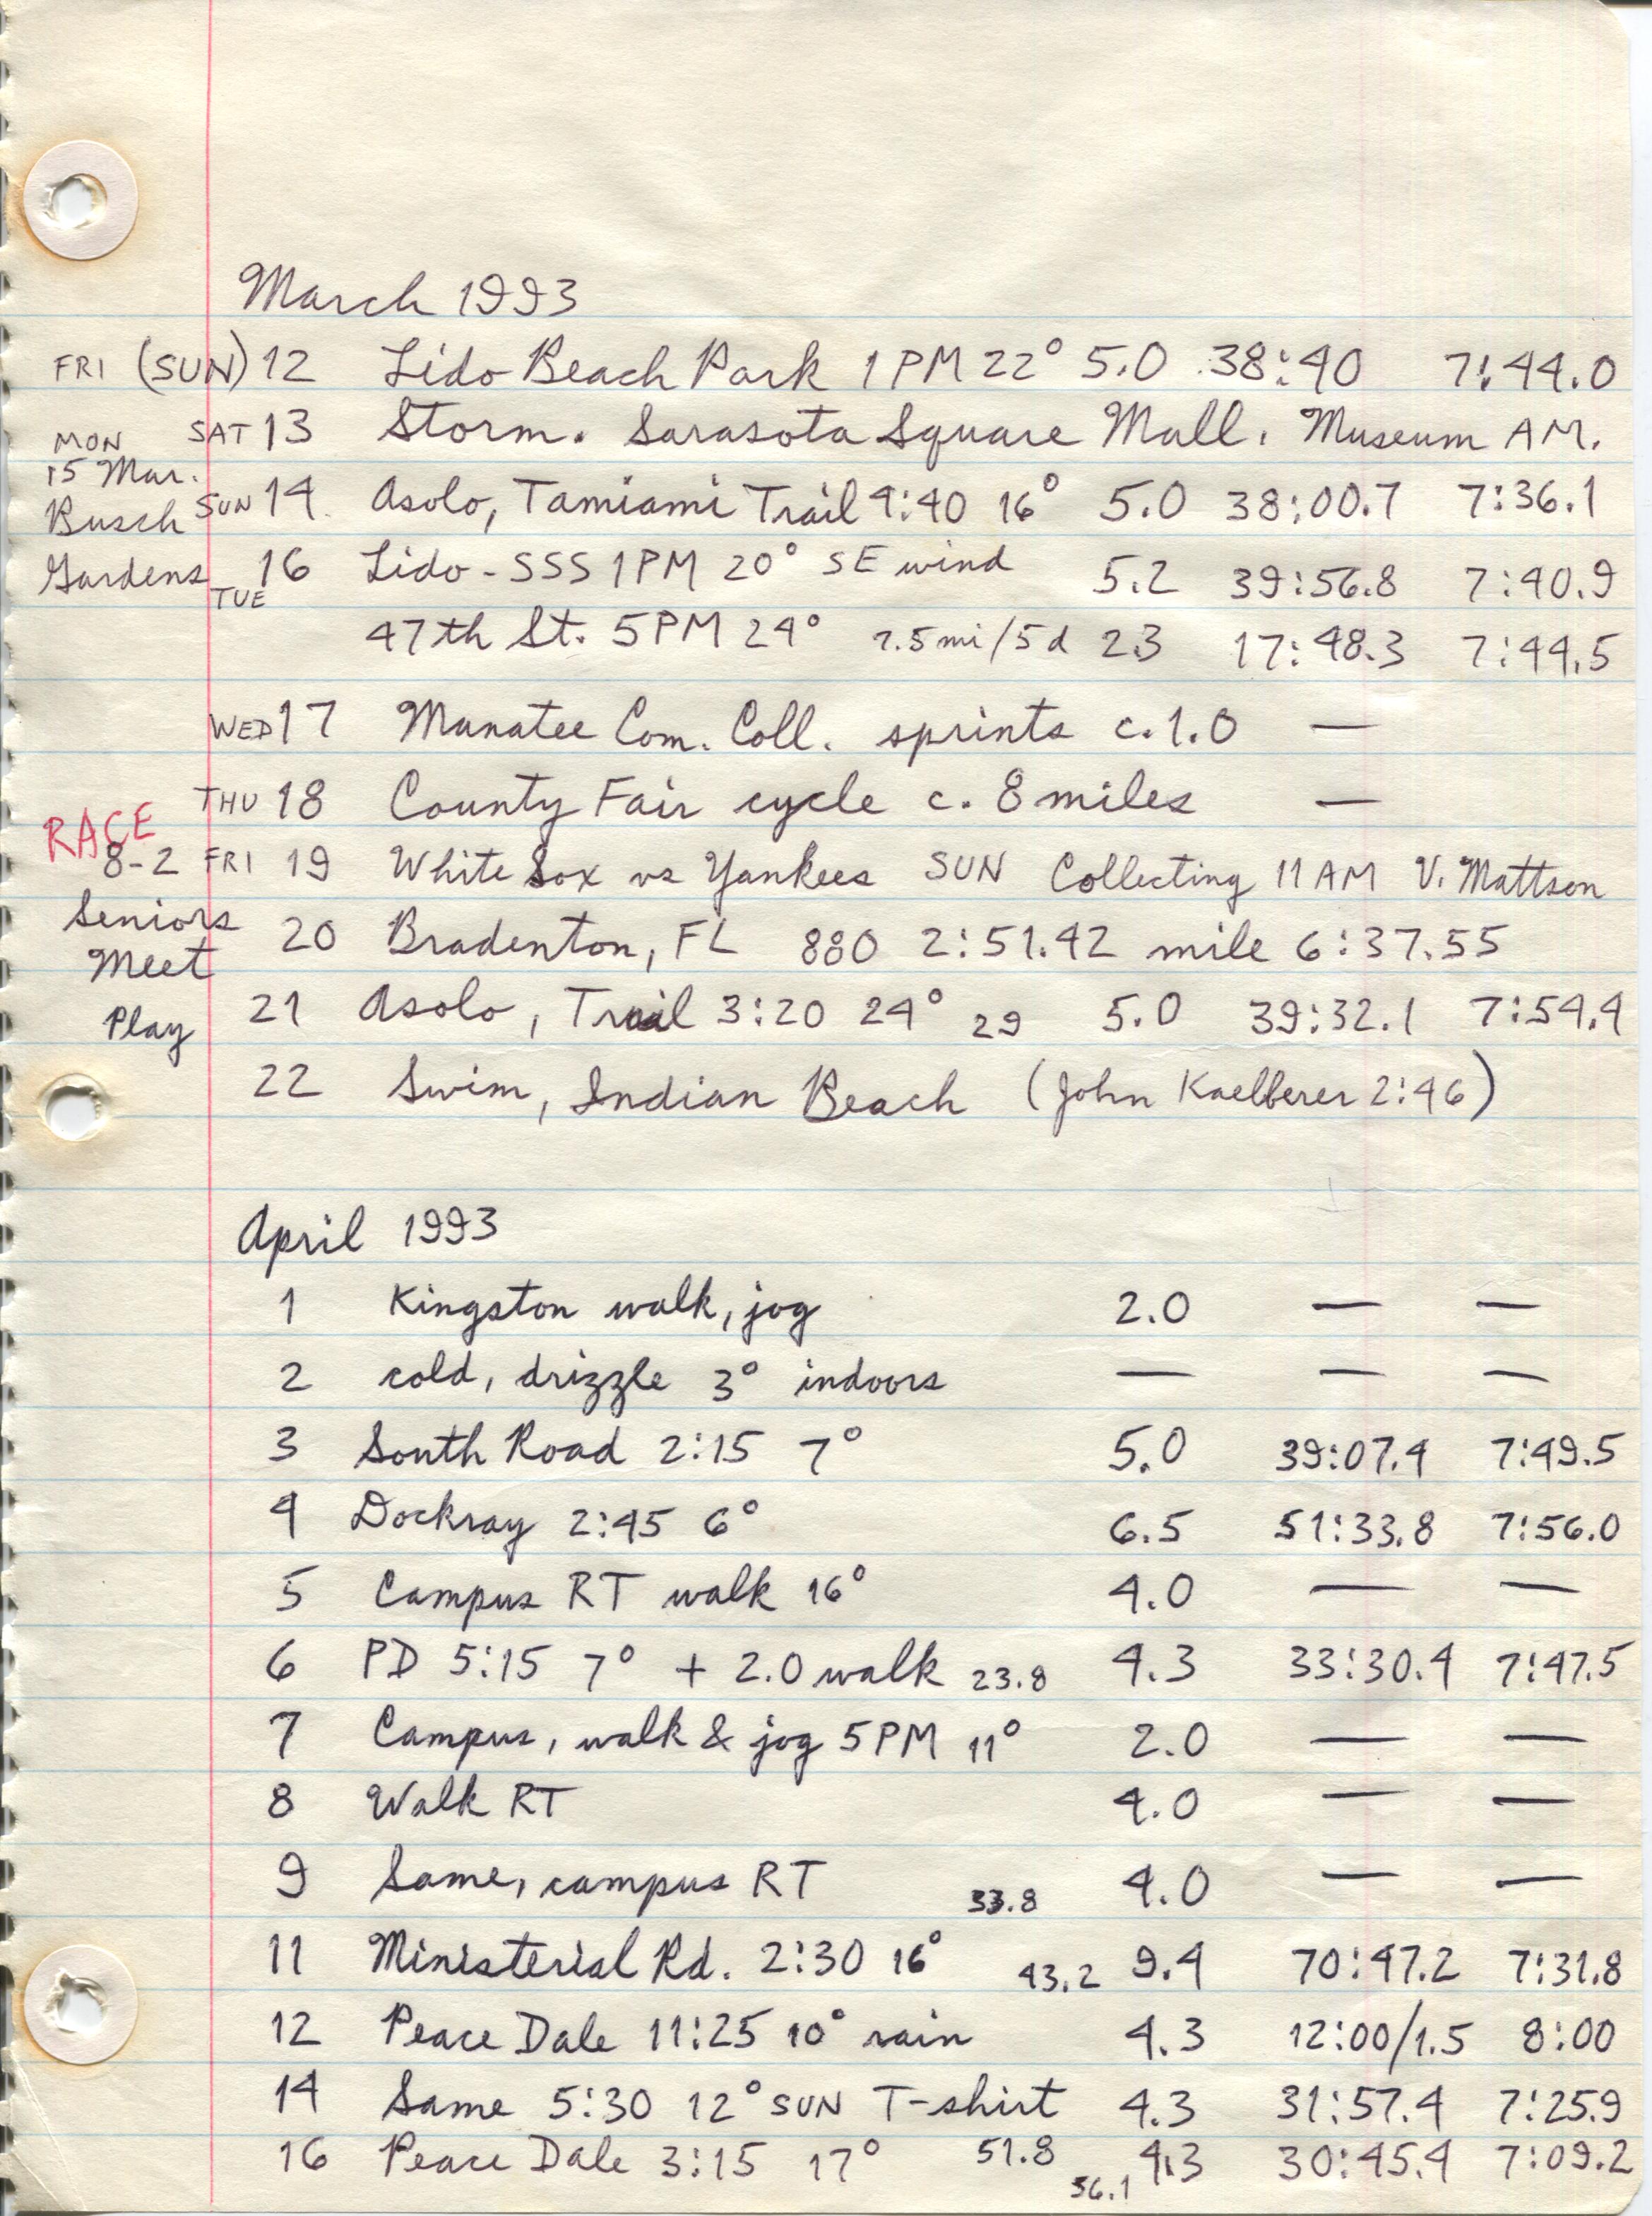 March 1993
FRI (SUN) 12 Lido Beach Park 1 PM 22° 5.0 38:40 7:44.0
SAT 13 Storm. Sarasota Square Mall. Museum AM.
MON
15 Mar.
Busch
Gardens
SUN 14 Asolo, Tamiami Trail 4:40 16° 5.0 38:00.7 7:36.1
TUE 16 Lido - SSS 1 PM 20° SE wind 5.2 39:56.8 7:40.9
47th St. 5 PM 24° 7.5 mi/5d 2.3 17:48.3 7:44.5
WED 17 Manatee Com. Coll. sprints c. 1.0 —
THU 18 County Fair cycle c. 8 miles —
RACE
8-2 FRI 19 White Sox vs Yankees SUN Collecting 11 AM V. Mattson
Seniors
Meet
20 Bradenton, FL 880 2:51.42 mile 6:37.55
Play
21 Asolo, Trail 3:20 24° 29 5.0 39:32.1 7:54.4
22 Swim, Indian Beach (John Kaelberer 2:46)
April 1993
1 Kingston walk, jog 2.0 — —
2 cold, drizzle 3° indoors — — —
3 South Road 2:15 7° 5.0 39:07.4 7:49.5
4 Dockray 2:45 6° 6.5 51:33.8 7:56.0
5 Campus RT walk 16° 4.0 — —
6 PD 5:15 7° + 2.0 walk 23.8 4.3 33:30.4 7:47.5
7 Campus, walk & jog 5 PM 11° 2.0 — —
8 Walk RT 4.0 — —
9 Same, campus RT 33.8 4.0 — —
11 Ministerial Rd. 2:30 16° 43.2 9.4 70:47.2 7:31.8
12 Peace Dale 11:25 10° rain 4.3 12:00/1.5 8:00
14 Same 5:30 12° SUN T-shirt 4.3 31:57.4 7:25.9
16 Peace Dale 3:15 17° 51.8 4.3 30:45.4 7:09.2
56.1